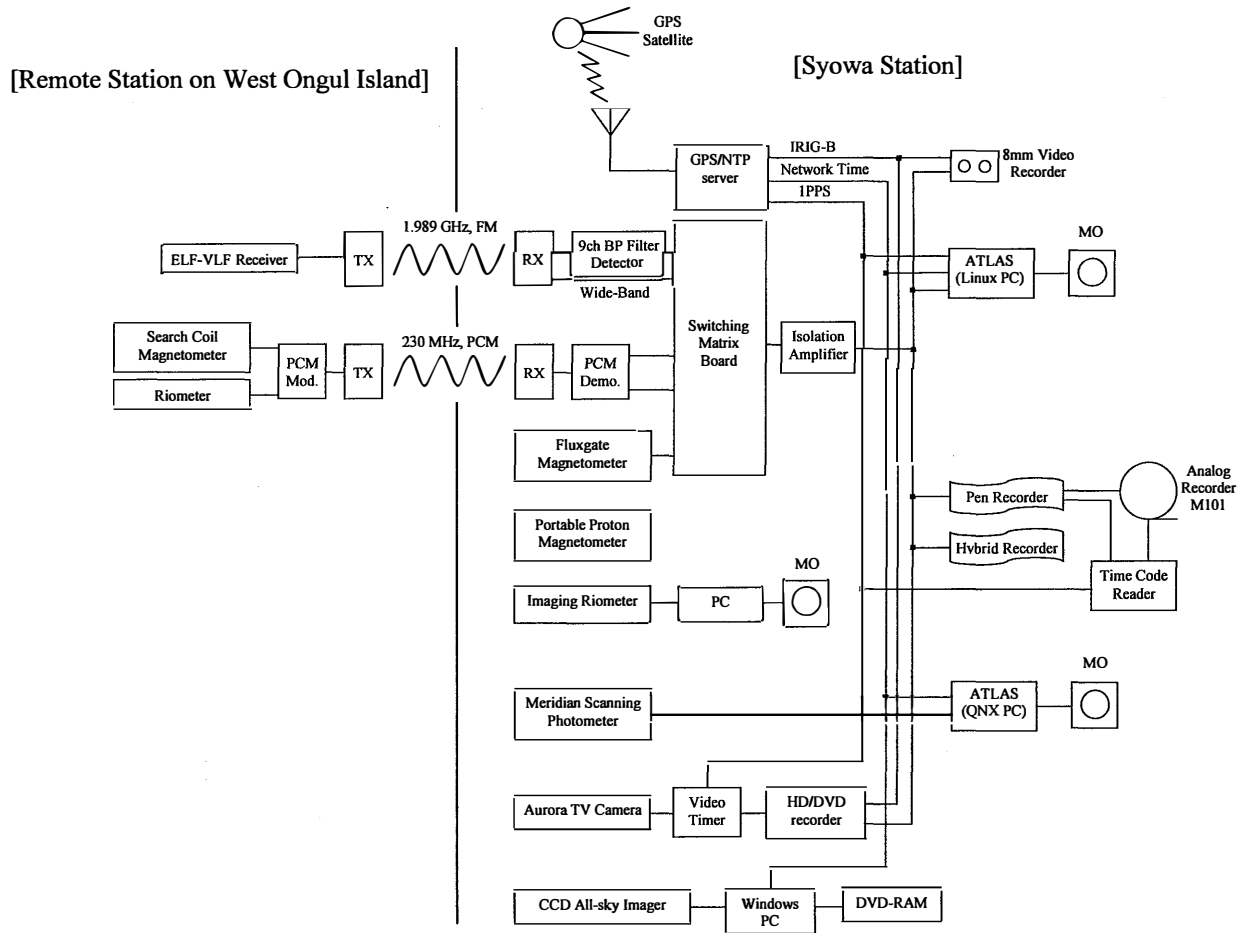 GPS
Satellite
[Remote Station on West Ongul Island]
[Syowa Station]
GPS/NTP
server
IRIG-B
Network Time
1PPS
8mm Video
Recorder
ELF-VLF Receiver
TX
1.989 GHz, FM
RX
9ch BP Filter
Detector
Wide-Band
ATLAS
(Linux PC)
MO
Search Coil
Magnetometer
Riometer
PCM
Mod.
TX
230 MHz, PCM
RX
PCM
Demo.
Switching
Matrix
Board
Isolation
Amplifier
Fluxgate
Magnetometer
Pen Recorder
Analog
Recorder
M101
Portable Proton
Magnetometer
Hvbrid Recorder
Time Code
Reader
Imaging Riometer
PC
MO
Meridian Scanning
Photometer
ATLAS
(QNX PC)
MO
Aurora TV Camera
Video
Timer
HD/DVD
recorder
CCD All-sky Imager
Windows
PC
DVD-RAM